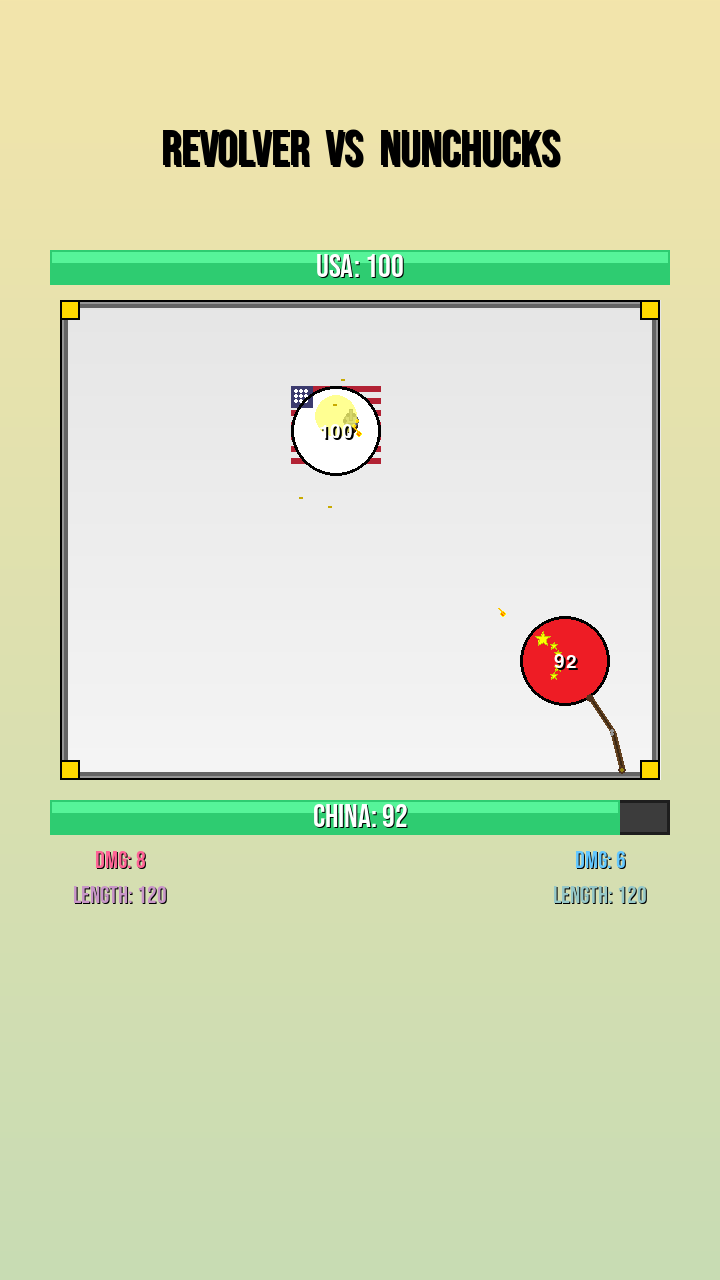 REVOLVER VS NUNCHUCKS
USA: 100
100
92
CHINA: 92
DMG: 8
DMG: 6
LENGTH: 120
LENGTH: 120